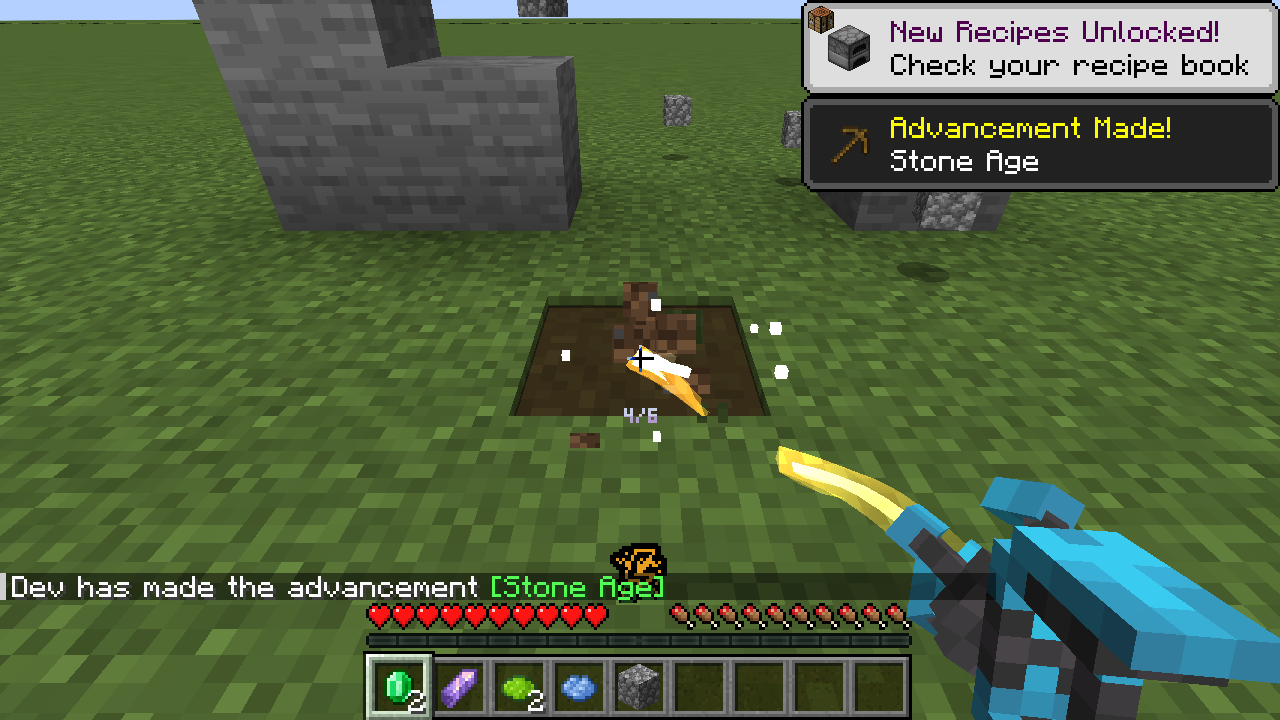 New Recipes Unlocked!
Check your recipe book
Advancement Made!
Stone Age
4/6
Dev has made the advancement [Stone Age]
2
2